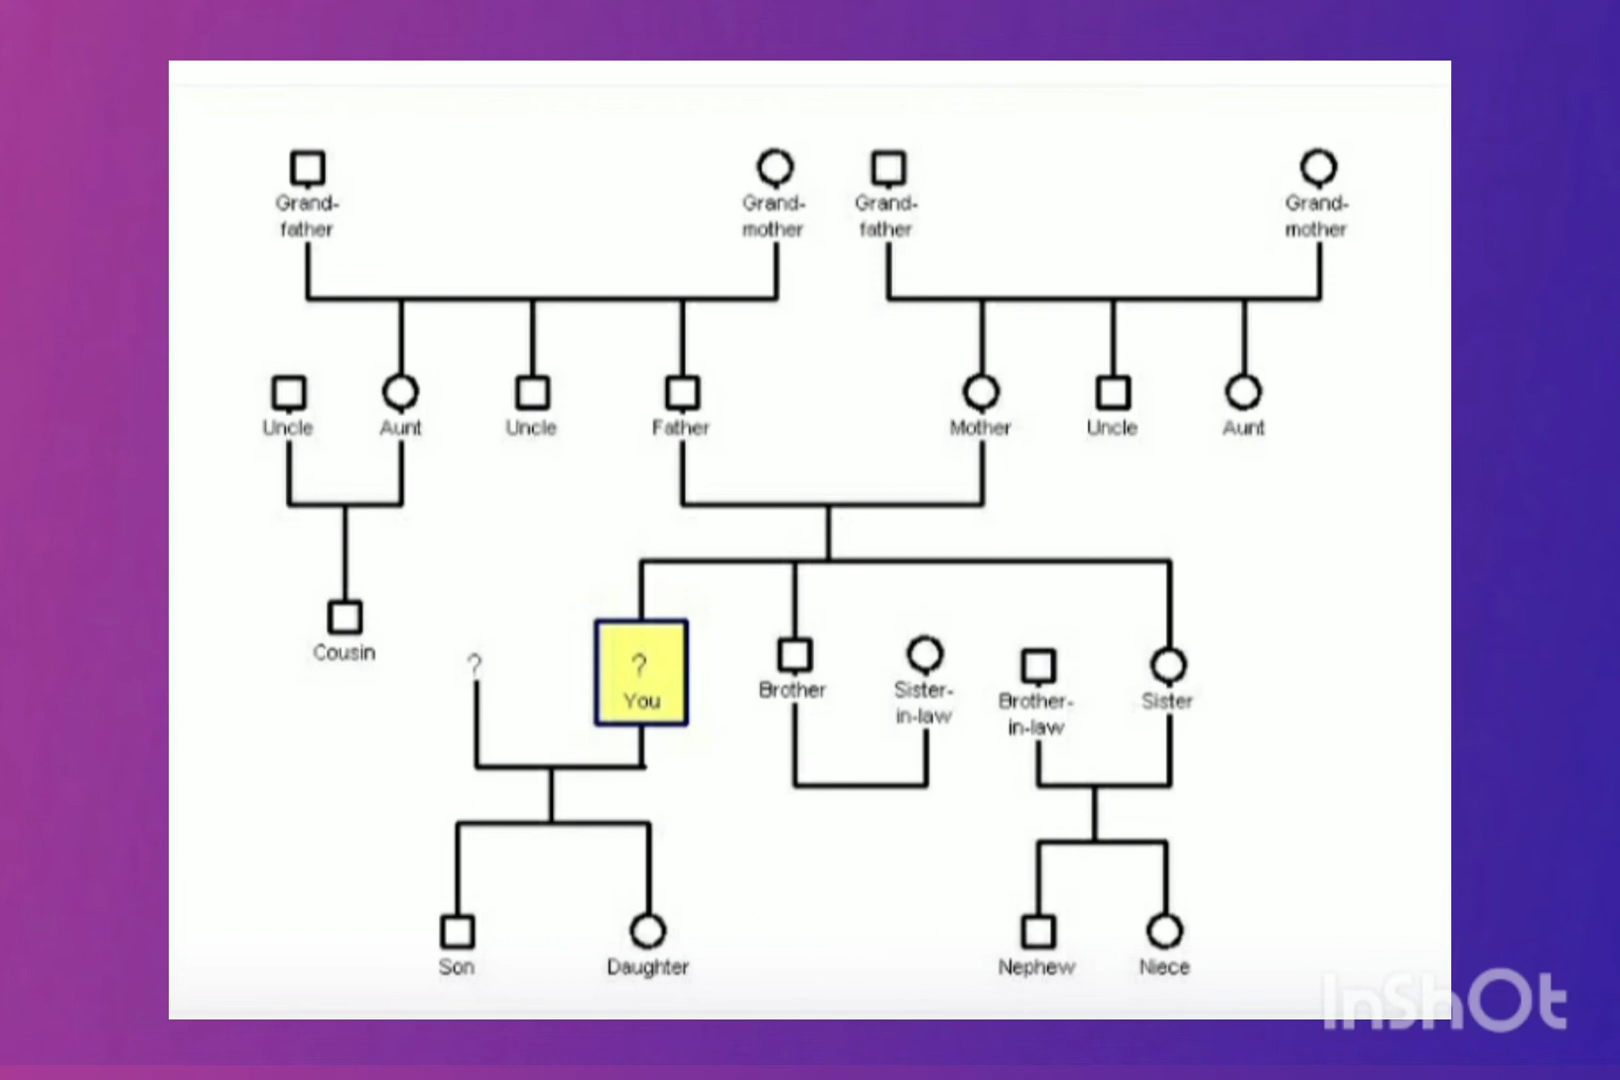 Grand-
father
Grand-
mother
Grand-
father
Grand-
mother
Uncle
Aunt
Uncle
Father
Mother
Uncle
Aunt
Cousin
?
?
You
Brother
Sister-
in-law
Brother-
in-law
Sister
Son
Daughter
Nephew
Niece
InShOt